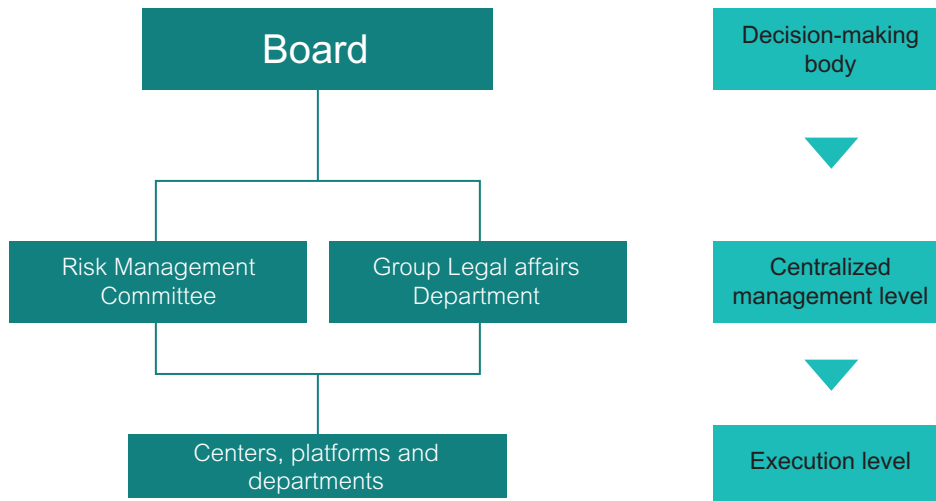 Board
Decision-making
body
Risk Management
Committee
Group Legal affairs
Department
Centralized
management level
Centers, platforms and
departments
Execution level